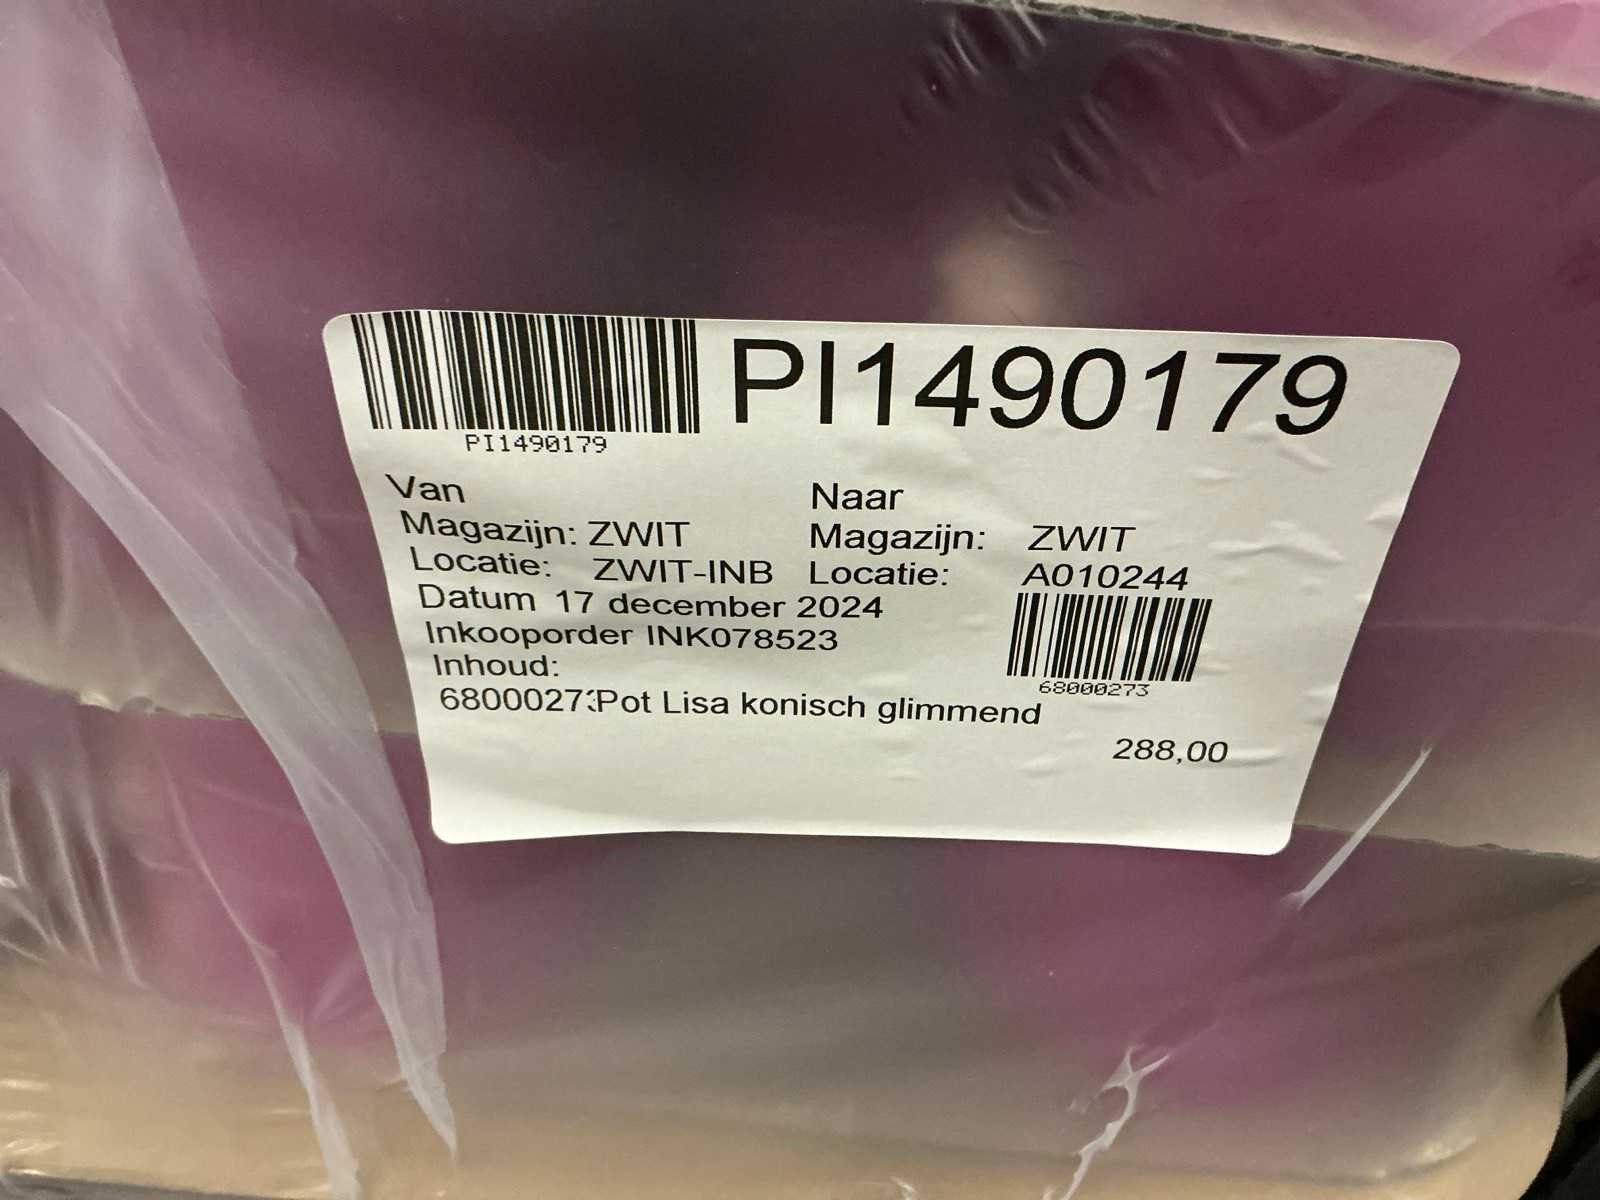 PI1490179
PI1490179
Van
Naar
Magazijn: ZWIT
Magazijn: ZWIT
Locatie: ZWIT-INB
Locatie: A010244
Datum 17 december 2024
Inkooporder INK078523
Inhoud:
68000273
68000273Pot Lisa konisch glimmend
288,00